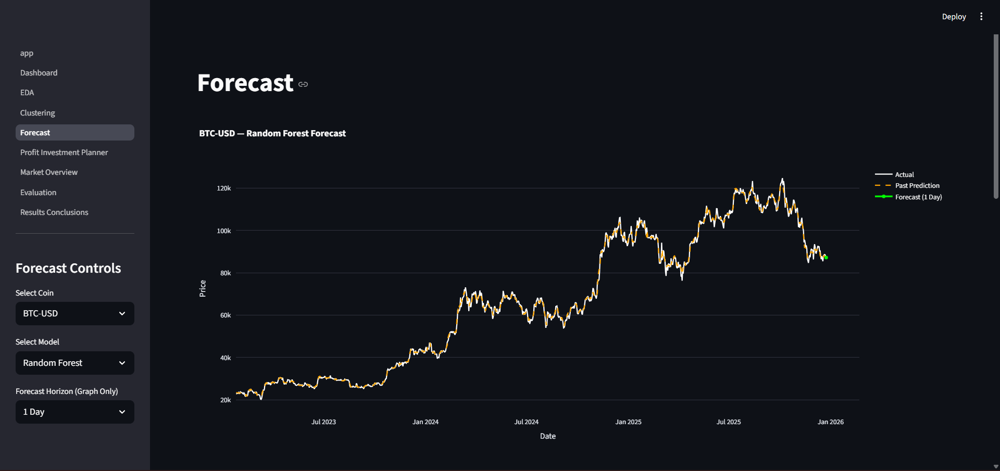 Deploy
app
Dashboard
EDA
Clustering
Forecast
Profit Investment Planner
Market Overview
Evaluation
Results Conclusions
Forecast Controls
Select Coin
BTC-USD
Select Model
Random Forest
Forecast Horizon (Graph Only)
1 Day
Forecast
BTC-USD — Random Forest Forecast
Actual
Past Prediction
Forecast (1 Day)
120k
100k
80k
60k
40k
20k
Price
Jul 2023
Jan 2024
Jul 2024
Jan 2025
Jul 2025
Jan 2026
Date